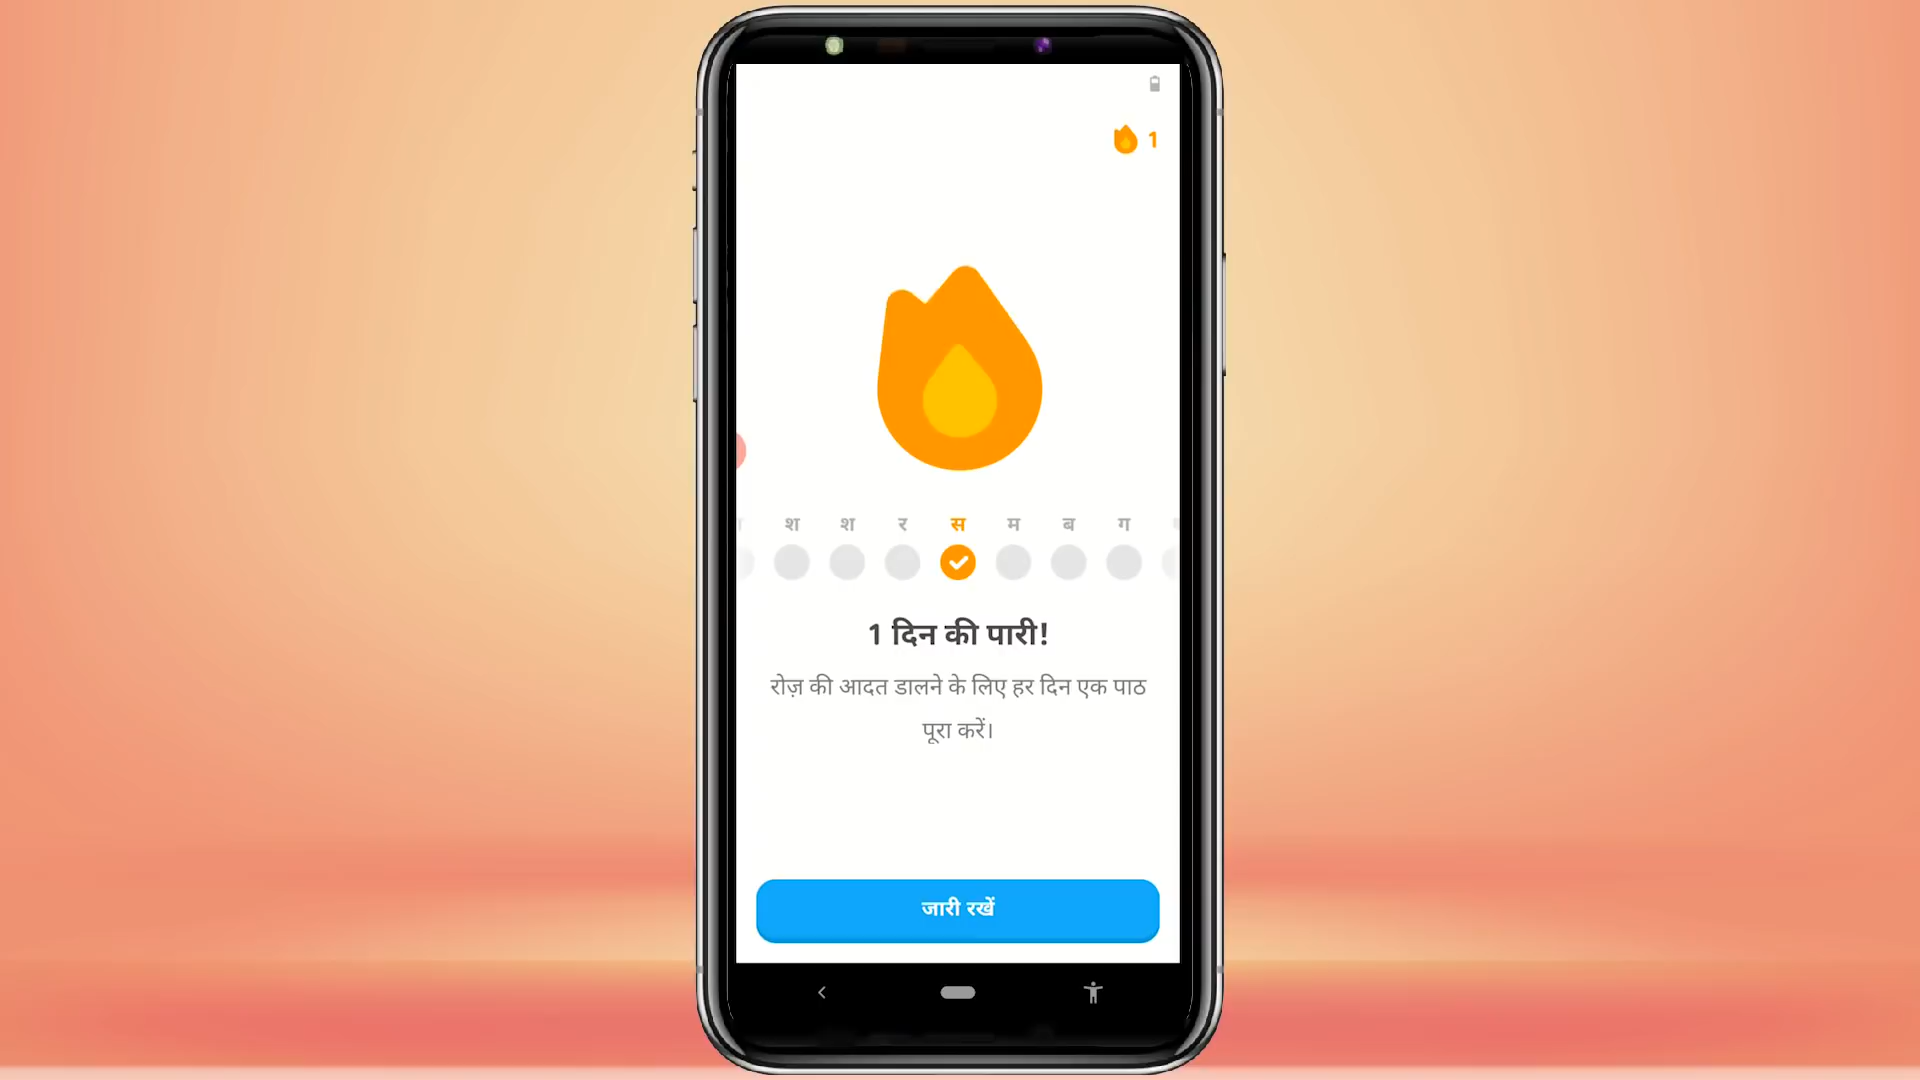 1
श श र स म ब ग
1 दिन की पारी!
रोज़ की आदत डालने के लिए हर दिन एक पाठ
पूरा करें।
जारी रखें